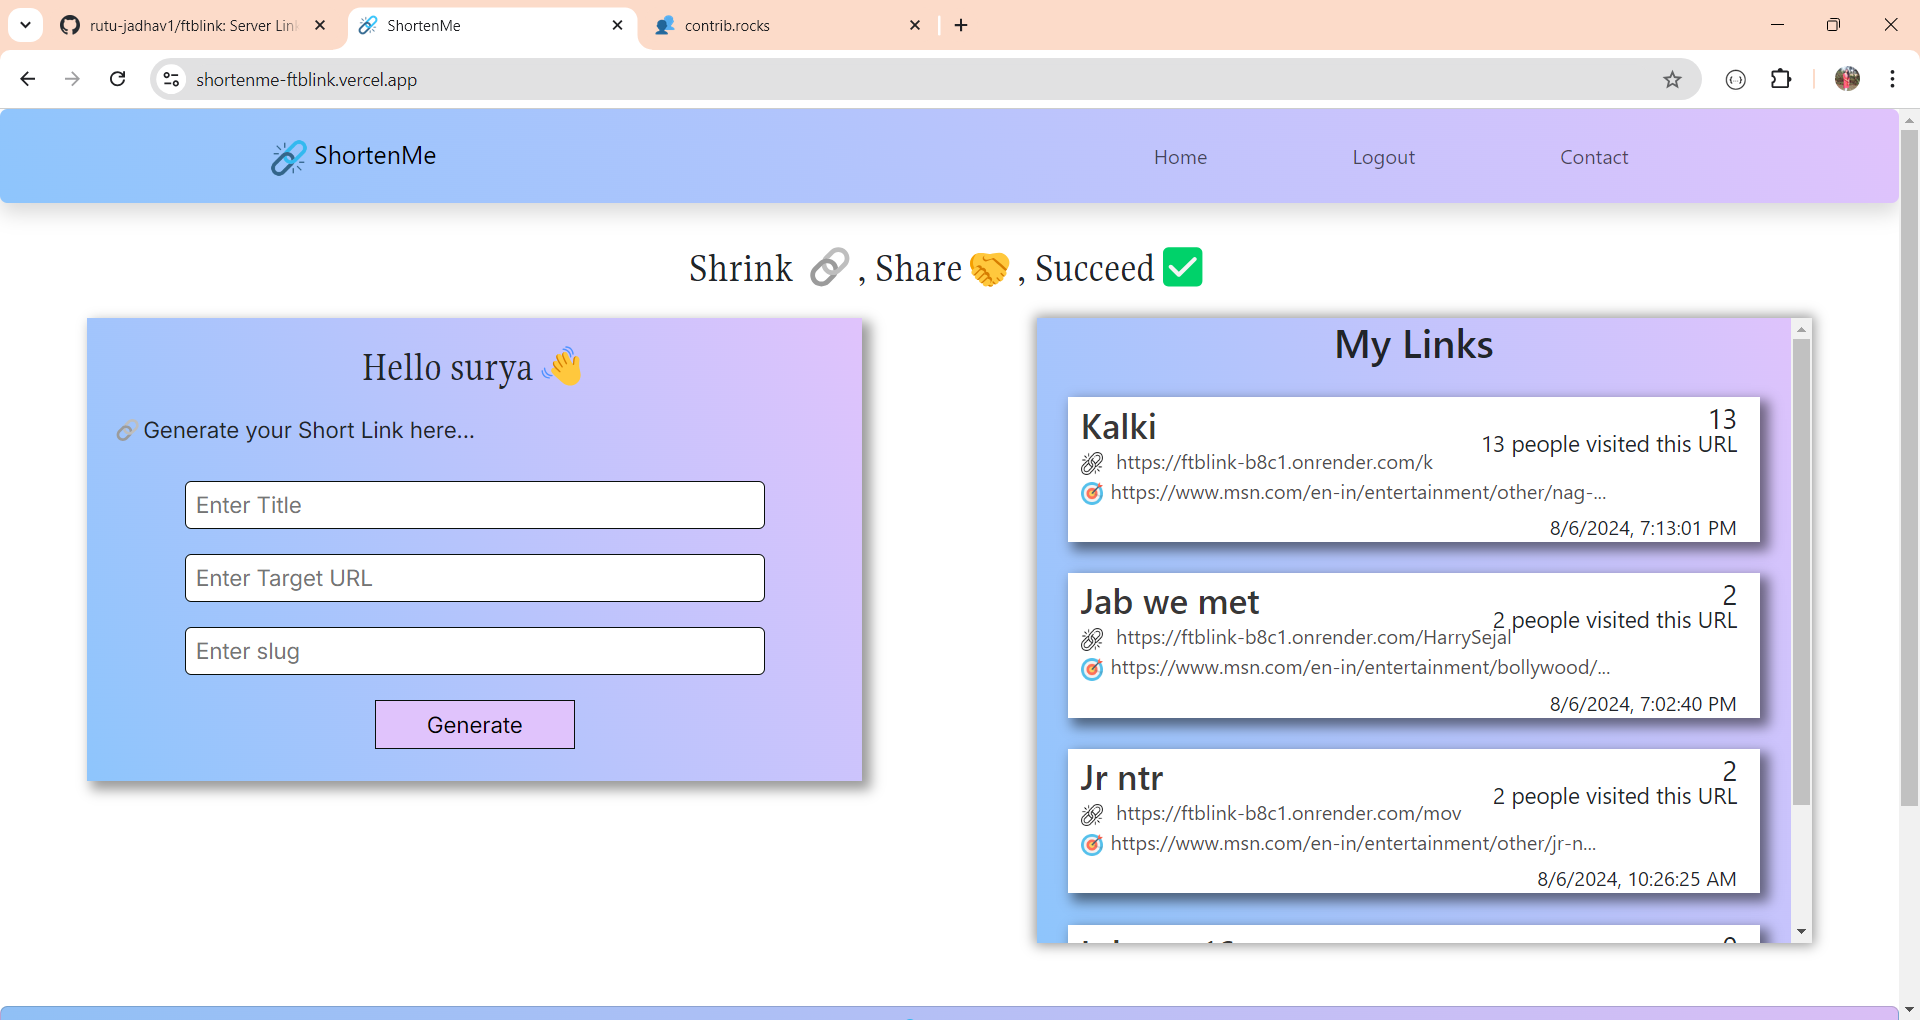 rutu-jadhav1/ftblink: Server Link
ShortenMe
contrib.rocks
shortenme-ftblink.vercel.app
ShortenMe
Home
Logout
Contact
Shrink , Share , Succeed
Hello surya
Generate your Short Link here...
Enter Title
Enter Target URL
Enter slug
Generate
My Links
Kalki
13
13 people visited this URL
https://ftblink-b8c1.onrender.com/k
https://www.msn.com/en-in/entertainment/other/nag-...
8/6/2024, 7:13:01 PM
Jab we met
2
2 people visited this URL
https://ftblink-b8c1.onrender.com/HarrySejal
https://www.msn.com/en-in/entertainment/bollywood/...
8/6/2024, 7:02:40 PM
Jr ntr
2
2 people visited this URL
https://ftblink-b8c1.onrender.com/mov
https://www.msn.com/en-in/entertainment/other/jr-n...
8/6/2024, 10:26:25 AM